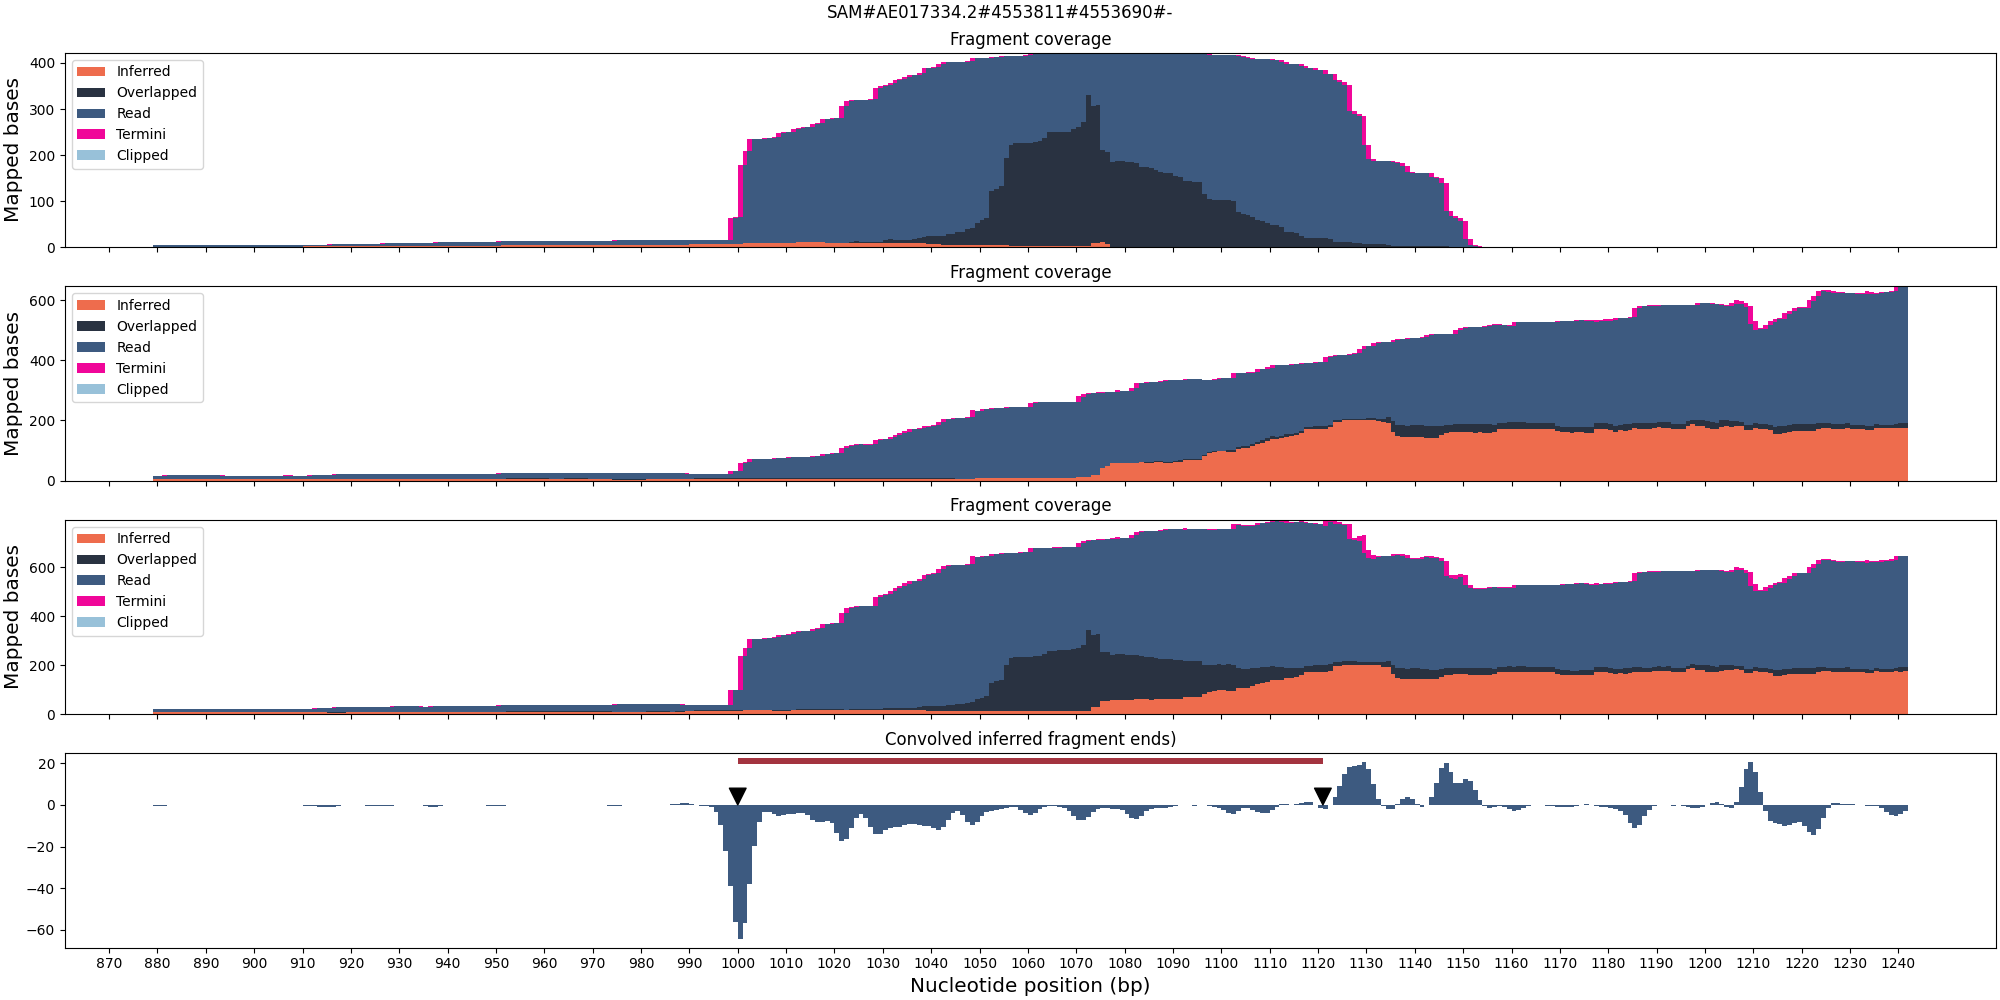 SAM#AE017334.2#4553811#4553690#-
Fragment coverage
Mapped bases
400
300
200
100
0
Inferred
Overlapped
Read
Termini
Clipped
Fragment coverage
Mapped bases
600
400
200
0
Inferred
Overlapped
Read
Termini
Clipped
Fragment coverage
Mapped bases
600
400
200
0
Inferred
Overlapped
Read
Termini
Clipped
Convolved inferred fragment ends)
20
0
−20
−40
−60
870 880 890 900 910 920 930 940 950 960 970 980 990 1000 1010 1020 1030 1040 1050 1060 1070 1080 1090 1100 1110 1120 1130 1140 1150 1160 1170 1180 1190 1200 1210 1220 1230 1240
Nucleotide position (bp)